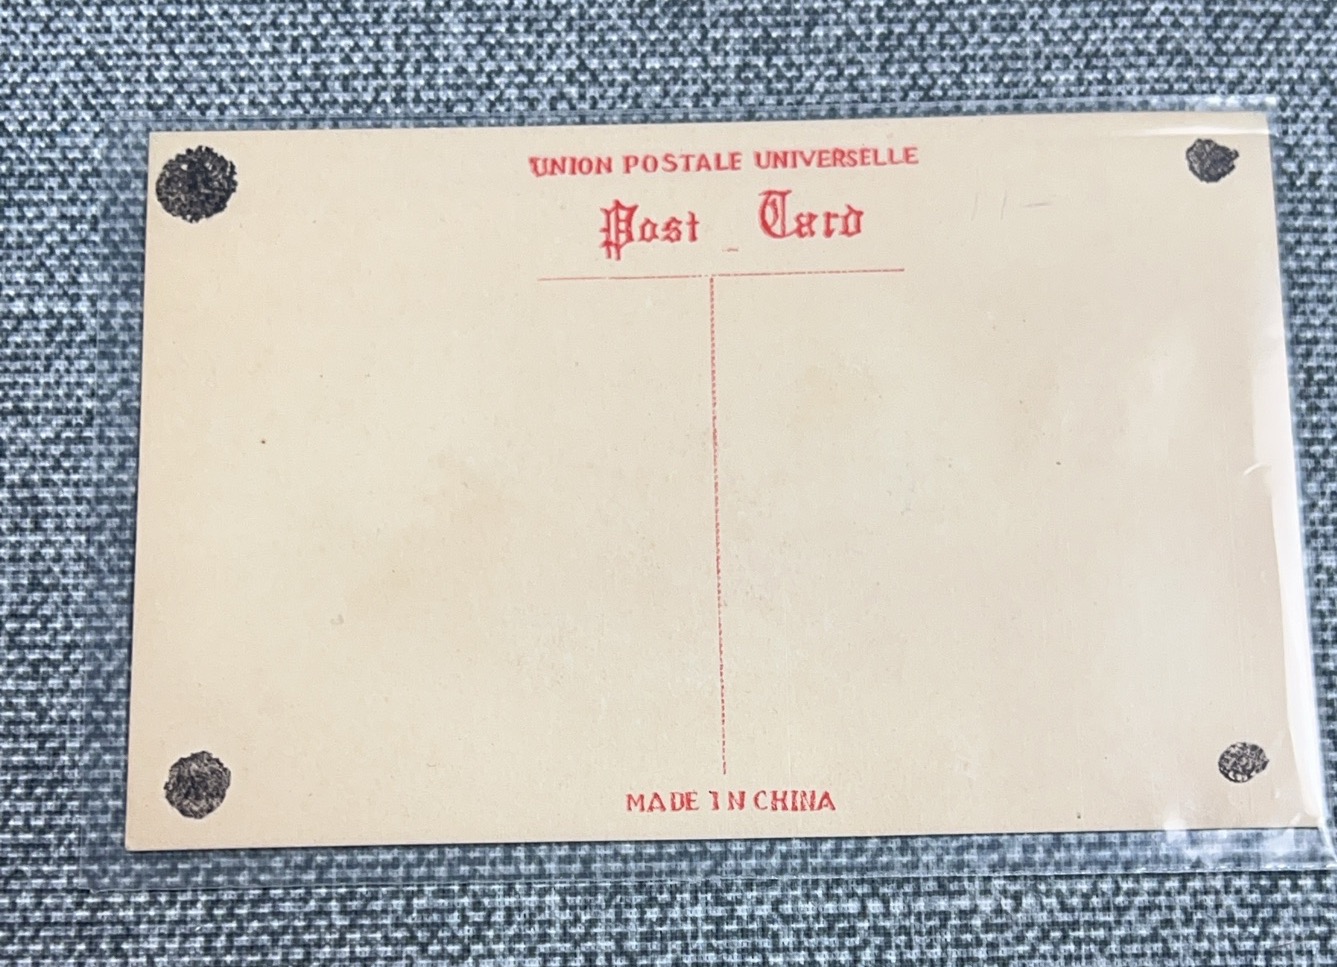 UNION POSTALE UNIVERSELLE
Post Card
MADE IN CHINA